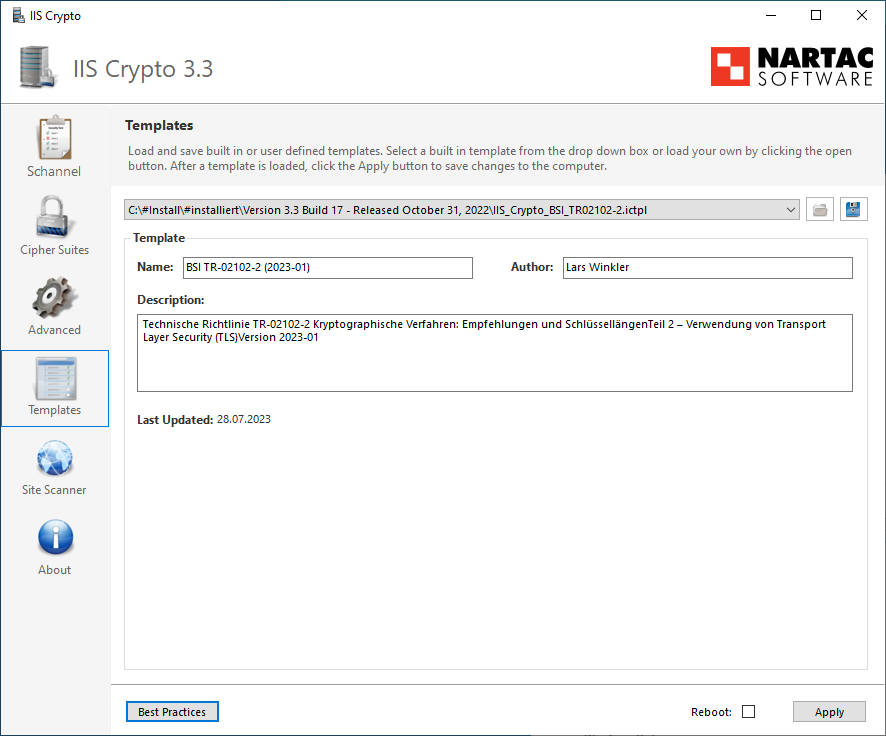 IIS Crypto
IIS Crypto 3.3
NARTAC
SOFTWARE
Schannel
Cipher Suites
Advanced
Templates
Site Scanner
About
Templates
Load and save built in or user defined templates. Select a built in template from the drop down box or load your own by clicking the open
button. After a template is loaded, click the Apply button to save changes to the computer.
C:\#Install\#installiert\Version 3.3 Build 17 - Released October 31, 2022\IIS_Crypto_BSI_TR02102-2.ictpl
Template
Name: BSI TR-02102-2 (2023-01) Author: Lars Winkler
Description:
Technische Richtlinie TR-02102-2 Kryptographische Verfahren: Empfehlungen und SchlüssellängenTeil 2 – Verwendung von Transport
Layer Security (TLS)Version 2023-01
Last Updated: 28.07.2023
Best Practices Reboot: Apply